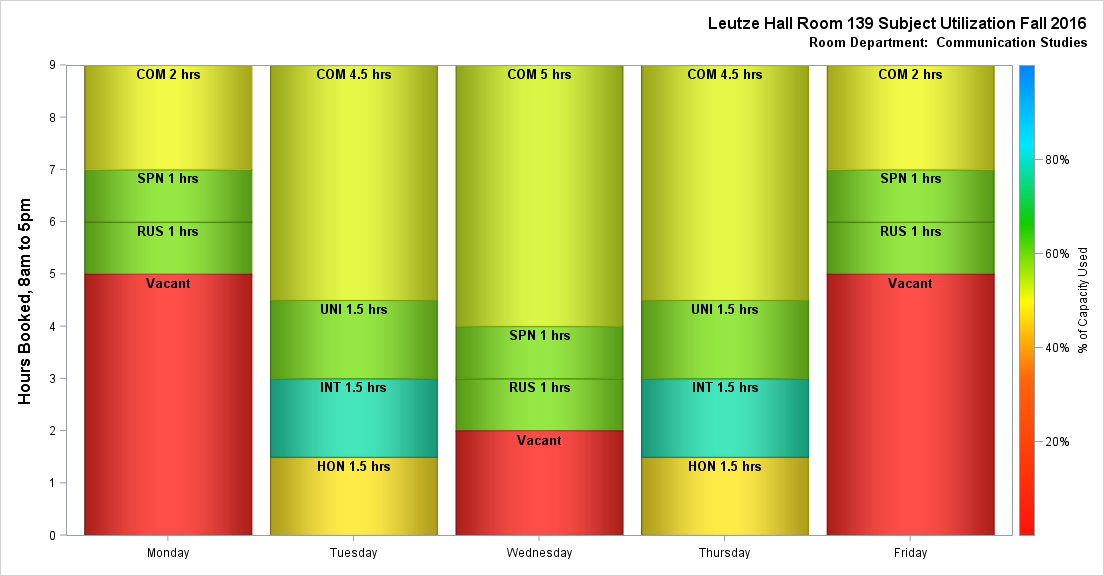 Leutze Hall Room 139 Subject Utilization Fall 2016
Room Department: Communication Studies
Hours Booked, 8am to 5pm
9
8
7
6
5
4
3
2
1
0
COM 2 hrs
SPN 1 hrs
RUS 1 hrs
Vacant
COM 4.5 hrs
UNI 1.5 hrs
INT 1.5 hrs
HON 1.5 hrs
COM 5 hrs
SPN 1 hrs
RUS 1 hrs
Vacant
COM 4.5 hrs
UNI 1.5 hrs
INT 1.5 hrs
HON 1.5 hrs
COM 2 hrs
SPN 1 hrs
RUS 1 hrs
Vacant
Monday
Tuesday
Wednesday
Thursday
Friday
80%
60%
40%
20%
% of Capacity Used